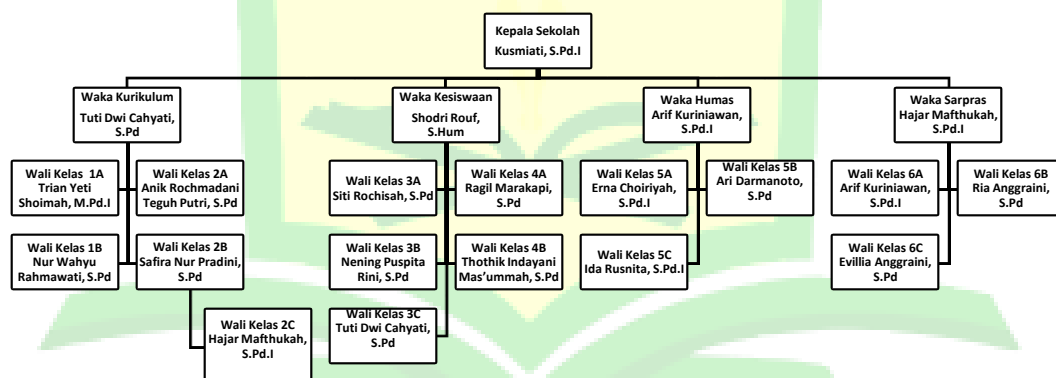 Kepala Sekolah
Kusmiati, S.Pd.I
Waka Kurikulum
Tuti Dwi Cahyati,
S.Pd
Waka Kesiswaan
Shodri Rouf,
S.Hum
Waka Humas
Arif Kuriniawan,
S.Pd.I
Waka Sarpras
Hajar Mafthukah,
S.Pd.I
Wali Kelas 1A
Trian Yeti
Shoimah, M.Pd.I
Wali Kelas 2A
Anik Rochmadani
Teguh Putri, S.Pd
Wali Kelas 3A
Siti Rochisah, S.Pd
Wali Kelas 4A
Ragil Marakapi,
S.Pd
Wali Kelas 5A
Erna Choiriyah,
S.Pd.I
Wali Kelas 5B
Ari Darmanoto,
S.Pd
Wali Kelas 6A
Arif Kuriniawan,
S.Pd.I
Wali Kelas 6B
Ria Anggraini,
S.Pd
Wali Kelas 1B
Nur Wahyu
Rahmawati, S.Pd
Wali Kelas 2B
Safira Nur Pradini,
S.Pd
Wali Kelas 3B
Nening Puspita
Rini, S.Pd
Wali Kelas 4B
Thothik Indayani
Mas’ummah, S.Pd
Wali Kelas 5C
Ida Rusnita, S.Pd.I
Wali Kelas 6C
Evillia Anggraini,
S.Pd
Wali Kelas 2C
Hajar Mafthukah,
S.Pd.I
Wali Kelas 3C
Tuti Dwi Cahyati,
S.Pd